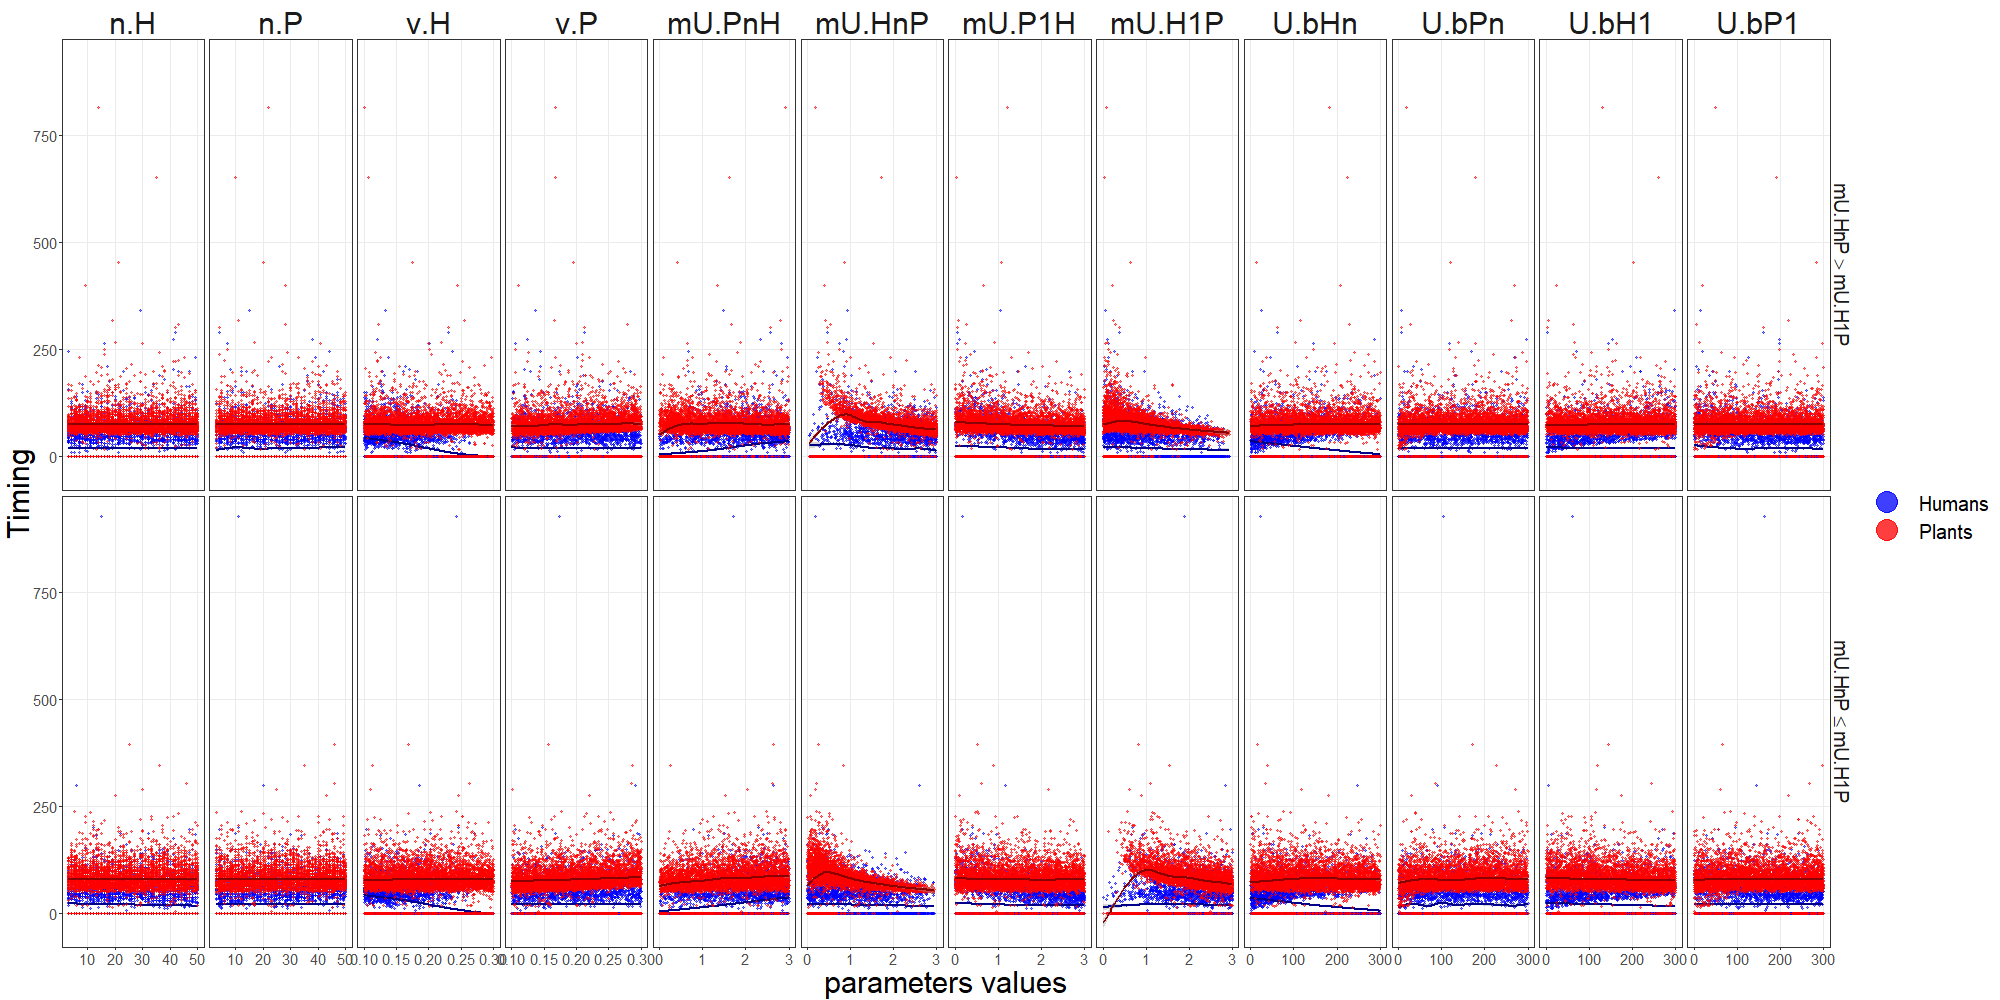 n.H n.P v.H v.P mU.PnH mU.HnP mU.P1H mU.H1P U.bHn U.bPn U.bH1 U.bP1
750
500
250
0
mU.HnP > mU.H1P
Timing
750
500
250
0
mU.HnP ≤ mU.H1P
Humans
Plants
10 20 30 40 50 10 20 30 40 50 0.10 0.15 0.20 0.25 0.30 0.10 0.15 0.20 0.25 0.30 0 1 2 3 0 1 2 3 0 1 2 3 0 1 2 3 0 100 200 300 0 100 200 300 0 100 200 300 0 100 200 300
parameters values